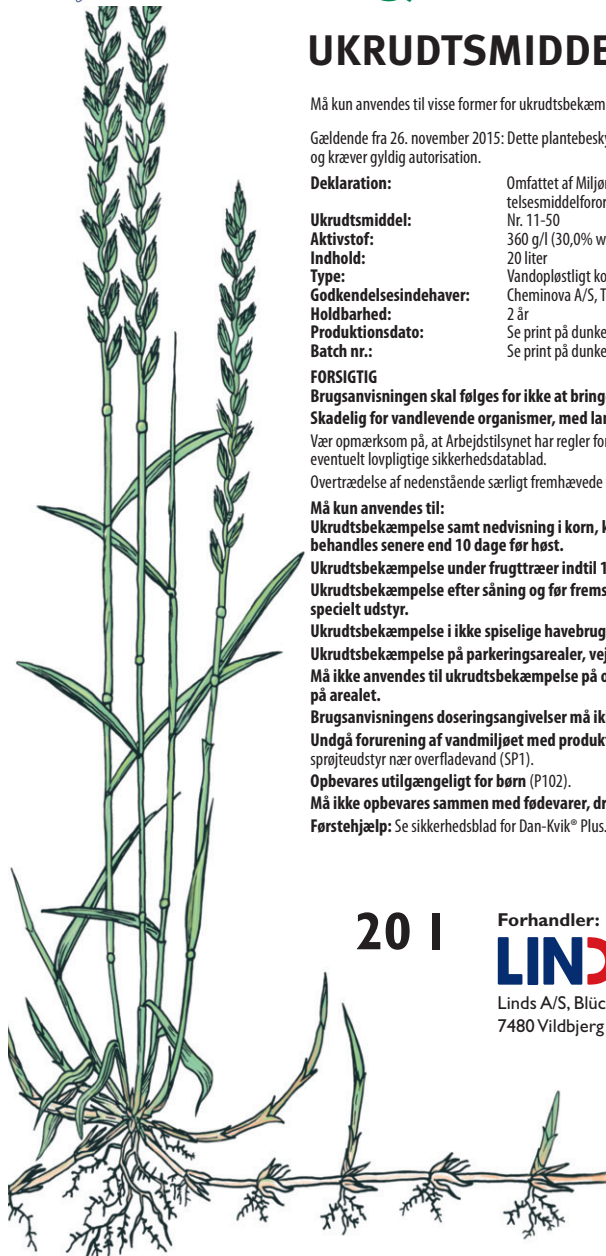 UKRUDTSMIDDE
Må kun anvendes til visse former for ukrudtsbekæm
Gældende fra 26. november 2015: Dette plantebesky
og kræver gyldig autorisation.
Deklaration: Omfattet af Miljø
telsesmiddelforor
Ukrudtsmiddel: Nr. 11-50
Aktivstof: 360 g/l (30,0% w
Indhold: 20 liter
Type: Vandopløstligt ko
Godkendelsesindehaver: Cheminova A/S, T
Holdbarhed: 2 år
Produktionsdato: Se print på dunke
Batch nr.: Se print på dunke
FORSIGTIG
Brugsanvisningen skal følges for ikke at bring
Skadelig for vandlevende organismer, med lan
Vær opmærksom på, at Arbejdstilsynet har regler for
eventuelt lovpligtige sikkerhedsdatablad.
Overtrædelse af nedenstående særligt fremhævede
Må kun anvendes til:
Ukrudtsbekæmpelse samt nedvisning i korn, k
behandles senere end 10 dage før høst.
Ukrudtsbekæmpelse under frugttræer indtil 1
Ukrudtsbekæmpelse efter såning og før frems
specielt udstyr.
Ukrudtsbekæmpelse i ikke spiselige havebrug
Ukrudtsbekæmpelse på parkeringsarealer, vej
Må ikke anvendes til ukrudtsbekæmpelse på o
på arealet.
Brugsanvisningens doseringsangivelser må ik
Undgå forurening af vandmiljøet med produkt
sprøjteudstyr nær overfladevand (SP1).
Opbevares utilgængeligt for børn (P102).
Må ikke opbevares sammen med fødevarer, dr
Førstehjælp: Se sikkerhedsblad for Dan-Kvik® Plus.
20 l
Forhandler:
LIND
Linds A/S, Blüc
7480 Vildbjerg